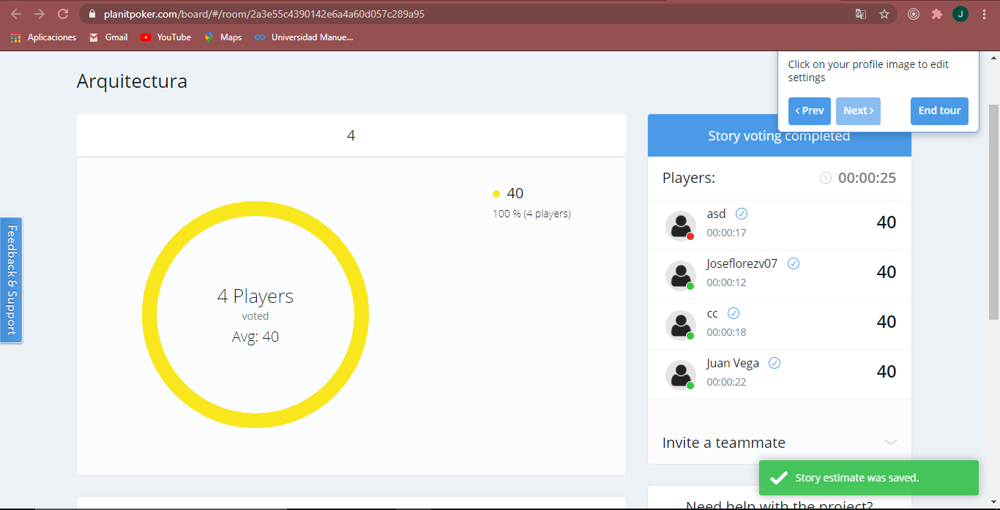 planitpoker.com/board/#/room/2a3e55c4390142e6a4a60d057c289a95
J
Aplicaciones
Gmail
YouTube
Maps
Universidad Manue...
Click on your profile image to edit
settings
< Prev
Next >
End tour
Arquitectura
4
Story voting completed
Players:
00:00:25
40
100 % (4 players)
4 Players
voted
Avg: 40
asd
00:00:17
40
Joseflorezv07
00:00:12
40
cc
00:00:18
40
Juan Vega
00:00:22
40
Invite a teammate
Feedback & Support
Story estimate was saved.
Need help with the project?